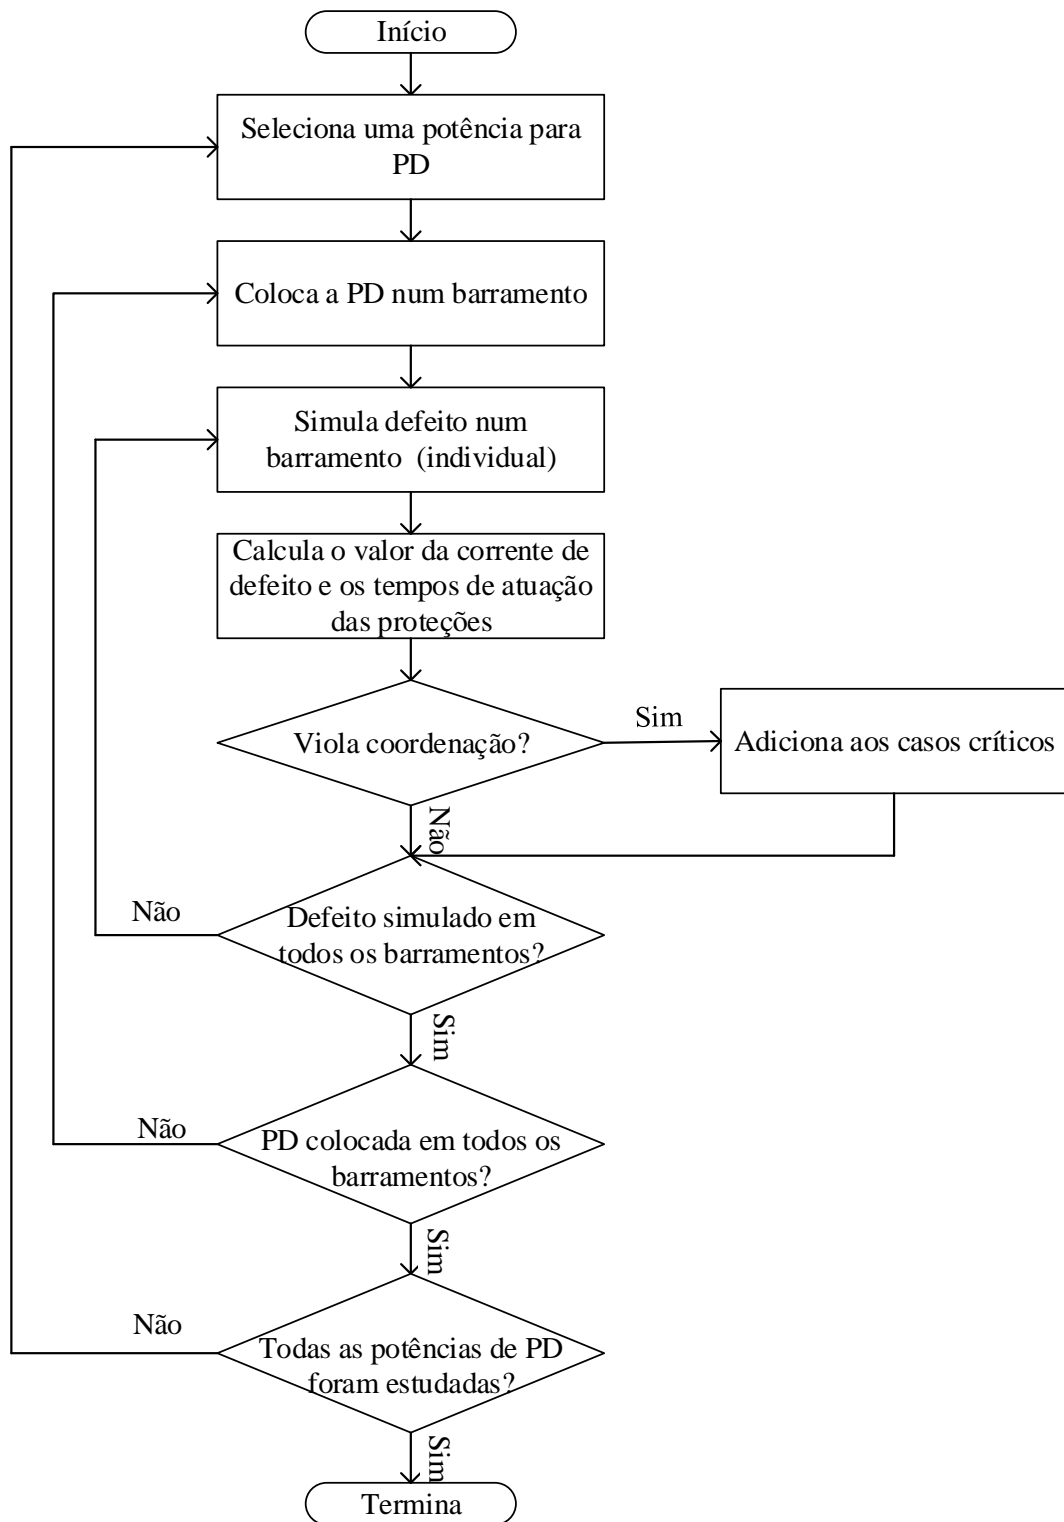 Início
Seleciona uma potência para
PD
Coloca a PD num barramento
Simula defeito num
barramento (individual)
Calcula o valor da corrente de
defeito e os tempos de atuação
das proteções
Viola coordenação?
Sim
Adiciona aos casos críticos
Não
Defeito simulado em
todos os barramentos?
Não
Sim
PD colocada em todos os
barramentos?
Não
Sim
Todas as potências de PD
foram estudadas?
Não
Sim
Termina